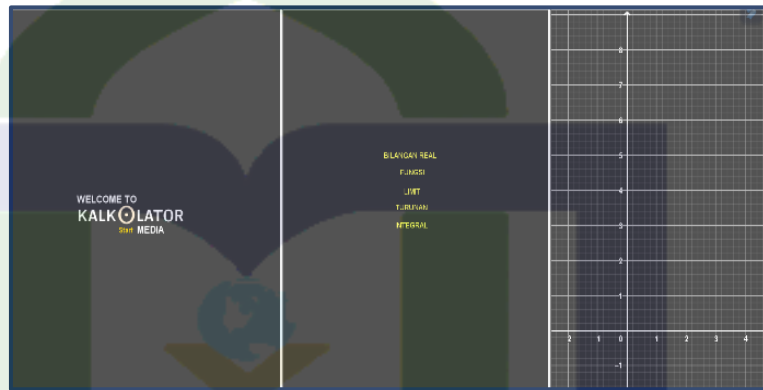 WELCOME TO
KALKOLATOR
Start MEDIA
BILANGAN REAL
FUNGSI
LIMIT
TURUNAN
INTEGRAL
8
7
6
5
4
3
2
1
2 1 0 1 2 3 4
-1